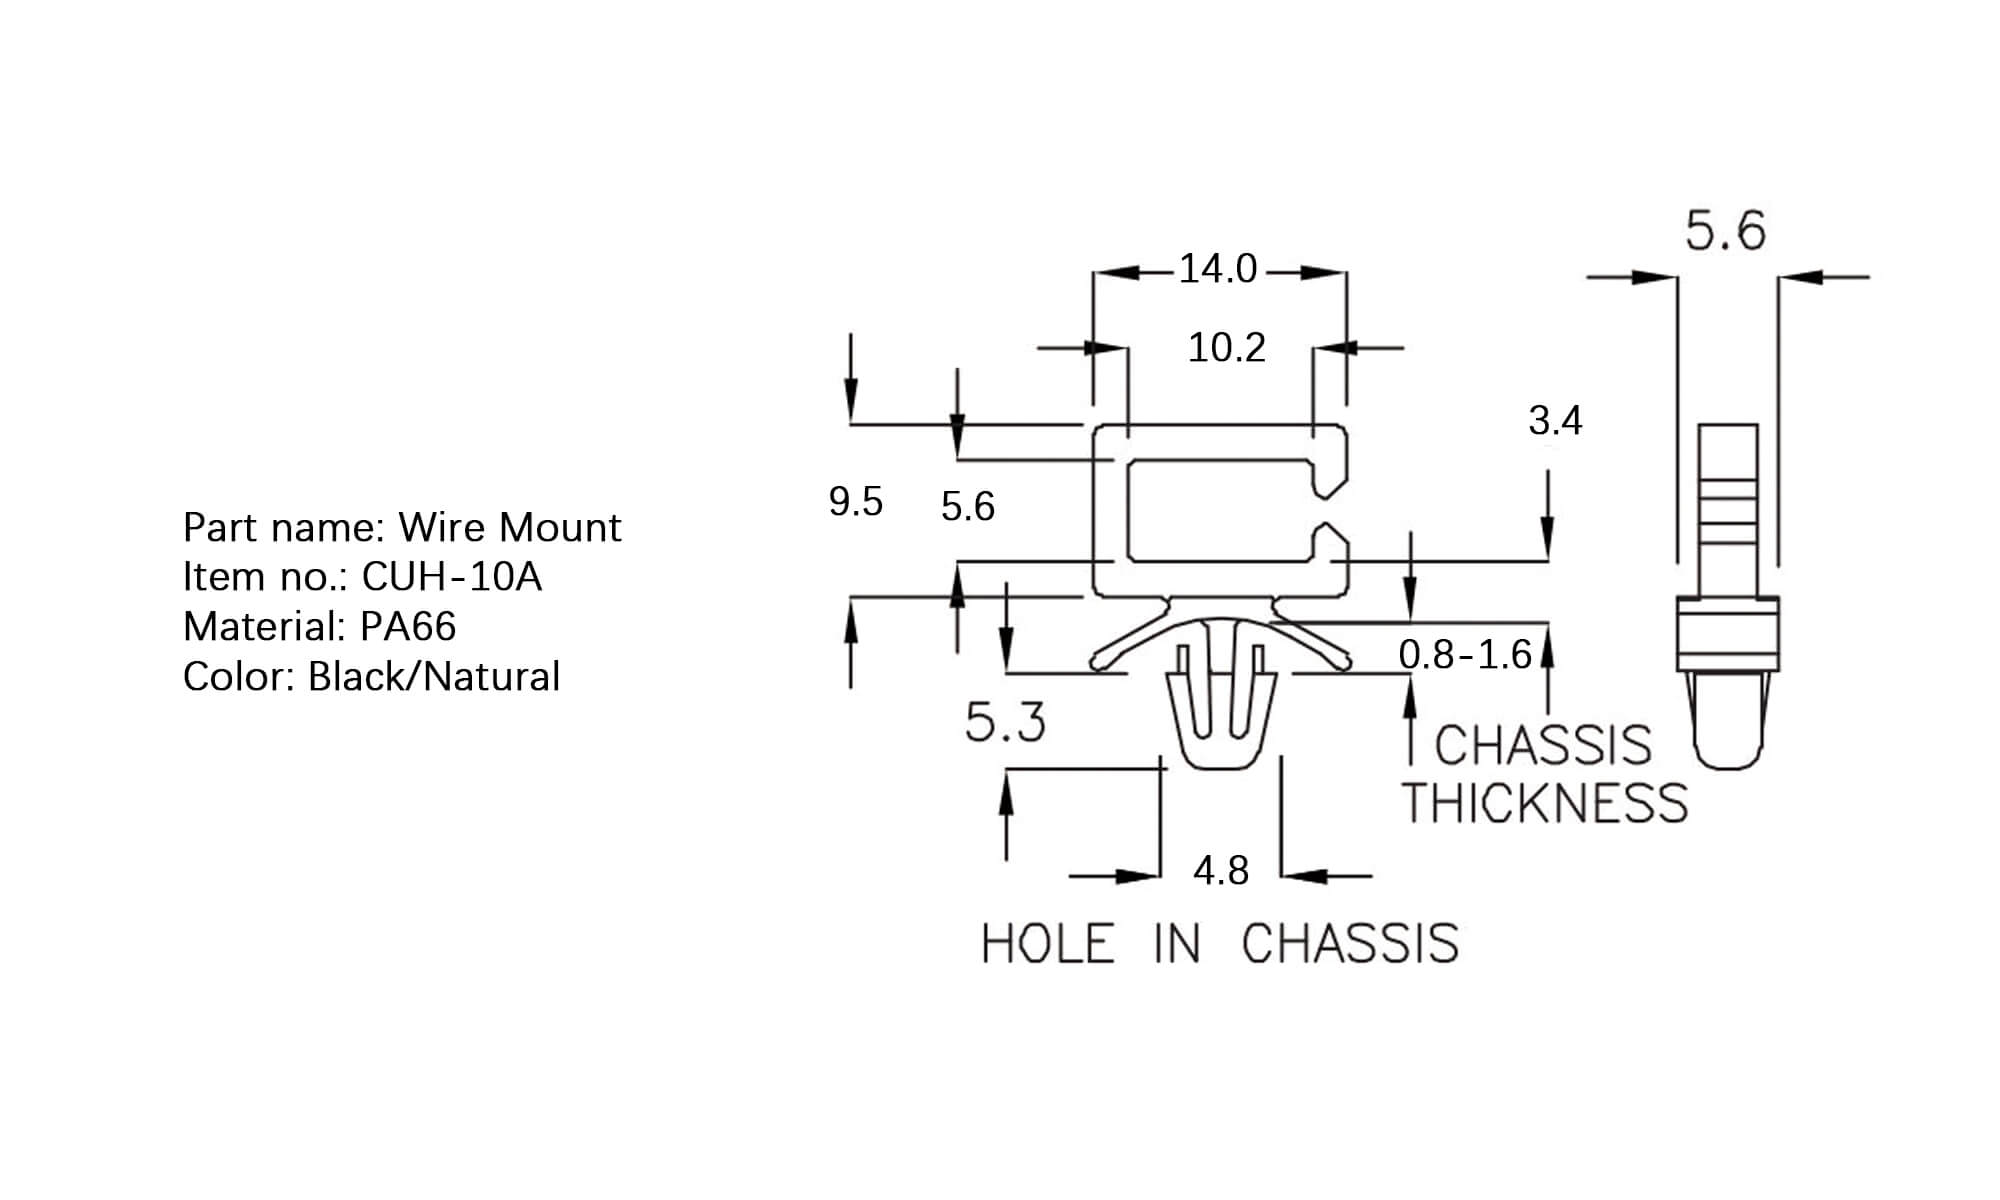 Part name: Wire Mount
Item no.: CUH-10A
Material: PA66
Color: Black/Natural
5.6
14.0
10.2
3.4
9.5
5.6
0.8-1.6
5.3
CHASSIS
THICKNESS
4.8
HOLE IN CHASSIS